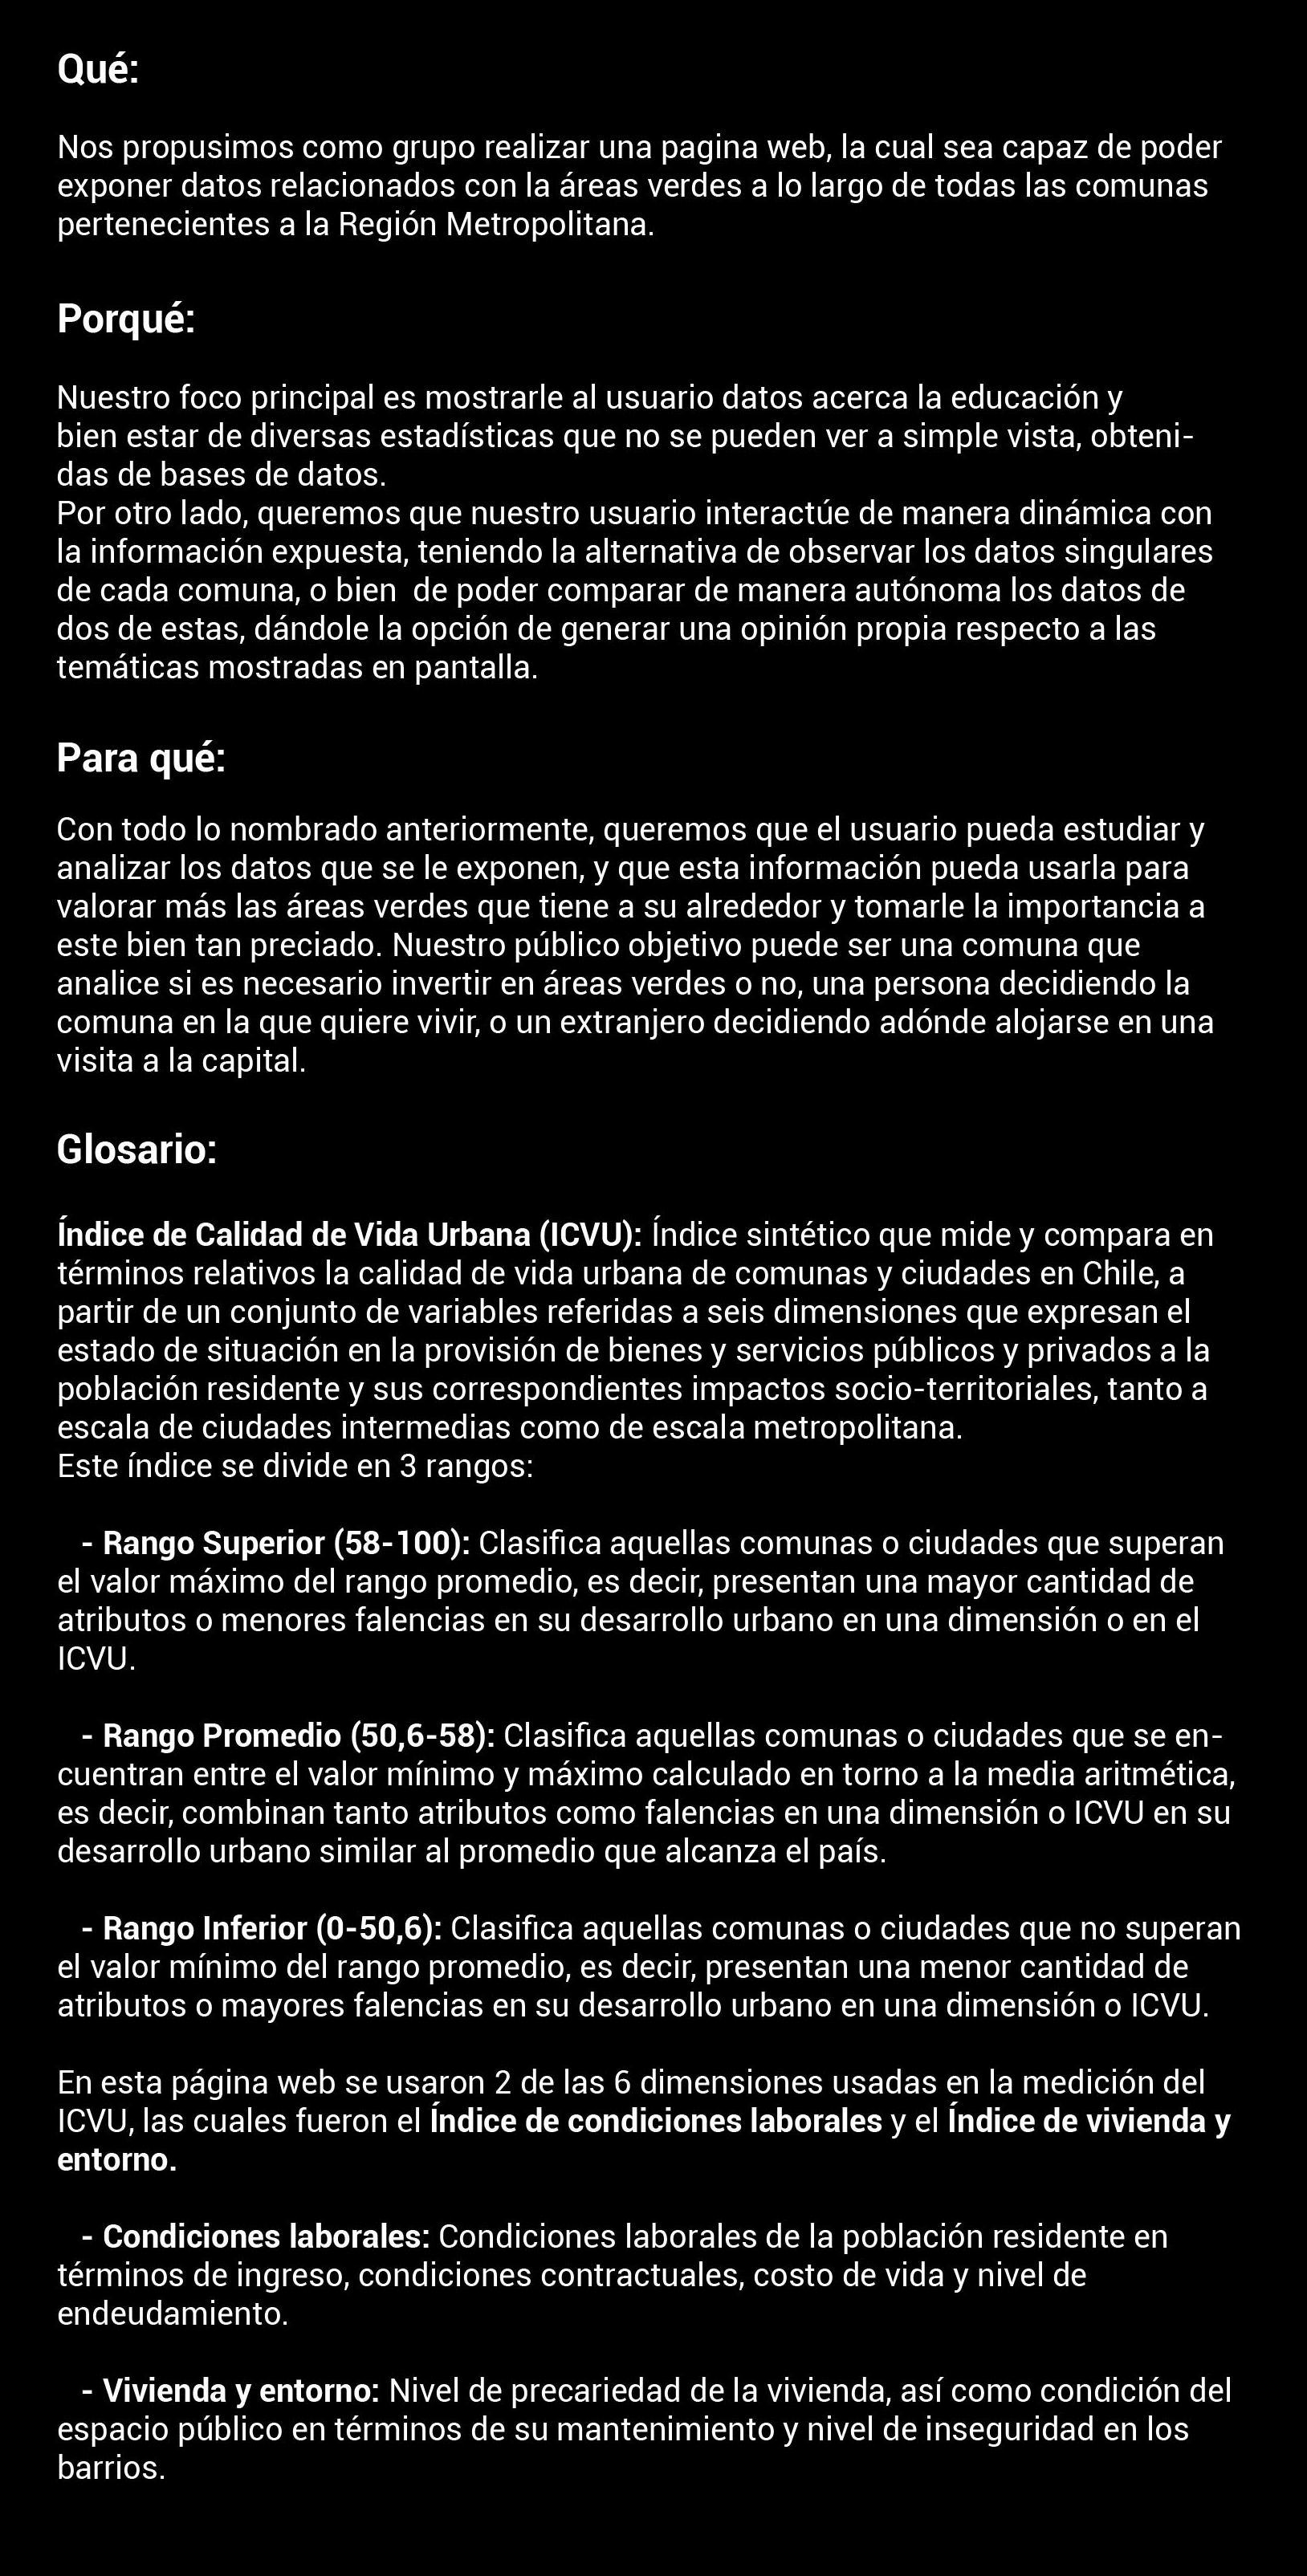 Qué:
Nos propusimos como grupo realizar una pagina web, la cual sea capaz de poder
exponer datos relacionados con la áreas verdes a lo largo de todas las comunas
pertenecientes a la Región Metropolitana.
Porqué:
Nuestro foco principal es mostrarle al usuario datos acerca la educación y
bien estar de diversas estadísticas que no se pueden ver a simple vista, obteni-
das de bases de datos.
Por otro lado, queremos que nuestro usuario interactúe de manera dinámica con
la información expuesta, teniendo la alternativa de observar los datos singulares
de cada comuna, o bien  de poder comparar de manera autónoma los datos de
dos de estas, dándole la opción de generar una opinión propia respecto a las
temáticas mostradas en pantalla.
Para qué:
Con todo lo nombrado anteriormente, queremos que el usuario pueda estudiar y
analizar los datos que se le exponen, y que esta información pueda usarla para
valorar más las áreas verdes que tiene a su alrededor y tomarle la importancia a
este bien tan preciado. Nuestro público objetivo puede ser una comuna que
analice si es necesario invertir en áreas verdes o no, una persona decidiendo la
comuna en la que quiere vivir, o un extranjero decidiendo adónde alojarse en una
visita a la capital.
Glosario:
Índice de Calidad de Vida Urbana (ICVU): Índice sintético que mide y compara en
términos relativos la calidad de vida urbana de comunas y ciudades en Chile, a
partir de un conjunto de variables referidas a seis dimensiones que expresan el
estado de situación en la provisión de bienes y servicios públicos y privados a la
población residente y sus correspondientes impactos socio-territoriales, tanto a
escala de ciudades intermedias como de escala metropolitana.
Este índice se divide en 3 rangos:
- Rango Superior (58-100): Clasifica aquellas comunas o ciudades que superan
el valor máximo del rango promedio, es decir, presentan una mayor cantidad de
atributos o menores falencias en su desarrollo urbano en una dimensión o en el
ICVU.
- Rango Promedio (50,6-58): Clasifica aquellas comunas o ciudades que se en-
cuentran entre el valor mínimo y máximo calculado en torno a la media aritmética,
es decir, combinan tanto atributos como falencias en una dimensión o ICVU en su
desarrollo urbano similar al promedio que alcanza el país.
- Rango Inferior (0-50,6): Clasifica aquellas comunas o ciudades que no superan
el valor mínimo del rango promedio, es decir, presentan una menor cantidad de
atributos o mayores falencias en su desarrollo urbano en una dimensión o ICVU.
En esta página web se usaron 2 de las 6 dimensiones usadas en la medición del
ICVU, las cuales fueron el Índice de condiciones laborales y el Índice de vivienda y
entorno.
- Condiciones laborales: Condiciones laborales de la población residente en
términos de ingreso, condiciones contractuales, costo de vida y nivel de
endeudamiento.
- Vivienda y entorno: Nivel de precariedad de la vivienda, así como condición del
espacio público en términos de su mantenimiento y nivel de inseguridad en los
barrios.